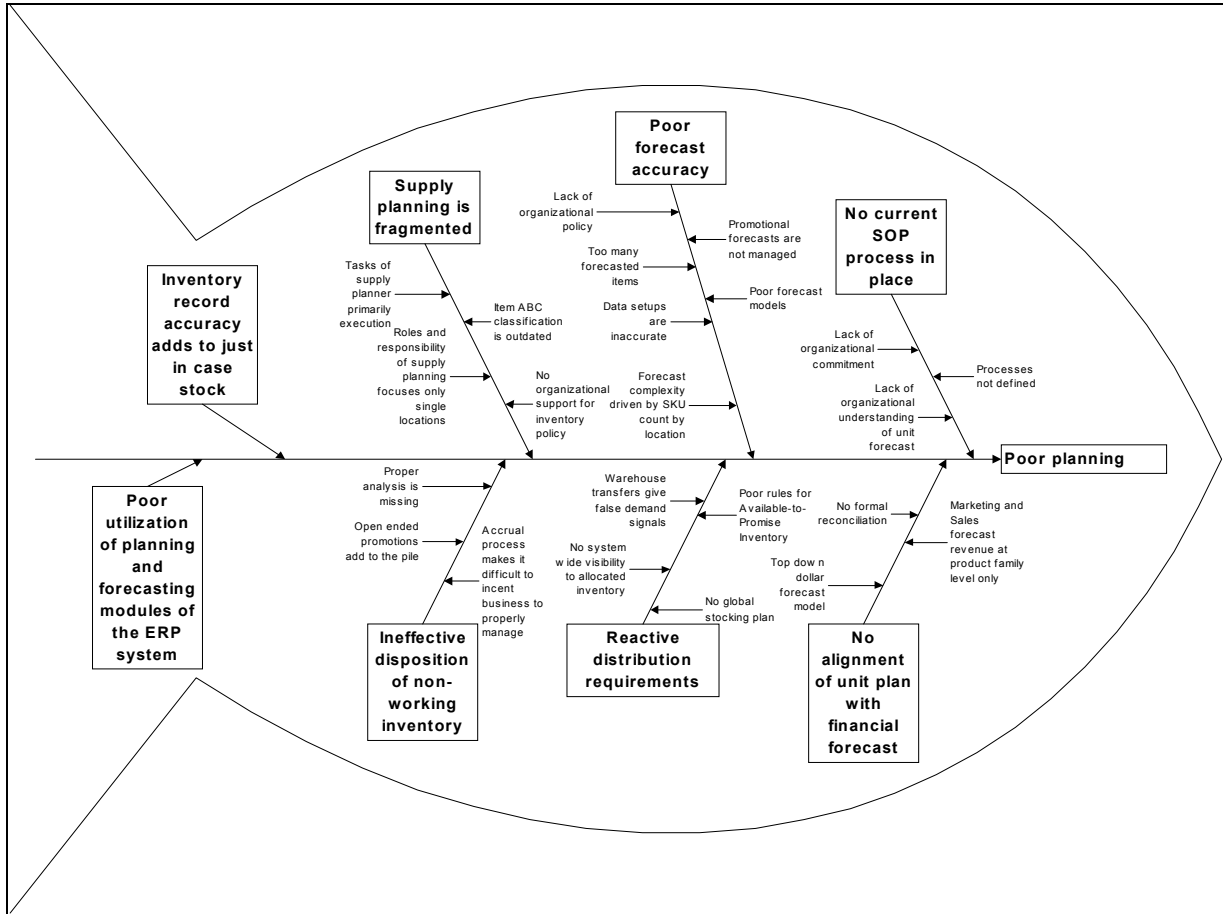 Poor
forecast
accuracy
Supply
planning is
fragmented
Lack of
organizational
policy
Promotional
forecasts are
not managed
No current
SOP
process in
place
Too many
forecasted
items
Inventory
record
accuracy
adds to just
in case
stock
Tasks of
supply
planner
primarily
execution
Item ABC
classification
is outdated
Poor forecast
models
Data setups
are
inaccurate
Roles and
responsibility
of supply
planning
focuses only
single
locations
Lack of
organizational
commitment
No
organizational
support for
inventory
policy
Forecast
complexity
driven by SKU
count by
location
Processes
not defined
Lack of
organizational
understanding
of unit
forecast
Poor planning
Poor
utilization
of planning
and
forecasting
modules of
the ERP
system
Proper
analysis is
missing
Warehouse
transfers give
false demand
signals
Poor rules for
Available-to-
Promise
Inventory
No formal
reconciliation
Marketing and
Sales
forecast
revenue at
product family
level only
Open ended
promotions
add to the pile
Accrual
process
makes it
difficult to
incent
business to
properly
manage
No system
wide visibility
to allocated
inventory
Top down
dollar
forecast
model
No global
stocking plan
Ineffective
disposition
of non-
working
inventory
Reactive
distribution
requirements
No
alignment
of unit plan
with
financial
forecast